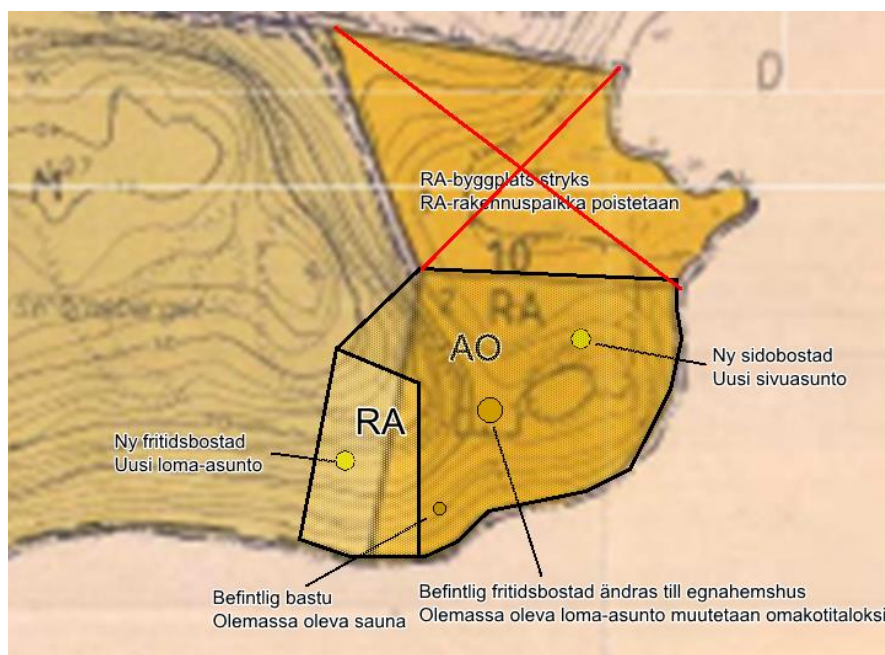 D
RA-byggplats stryks
RA-rakennuspaikka poistetaan
10
2
RA
AO
Ny sidobostad
Uusi sivuasunto
RA
Ny fritidsbostad
Uusi loma-asunto
Befintlig bastu
Olemassa oleva sauna
Befintlig fritidsbostad ändras till egnahemshus
Olemassa oleva loma-asunto muutetaan omakotitaloksi